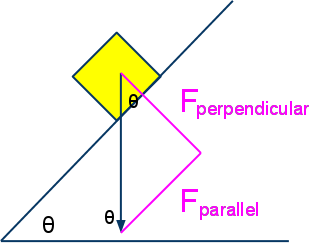 θ
Fperpendicular
Fparallel
θ
θ